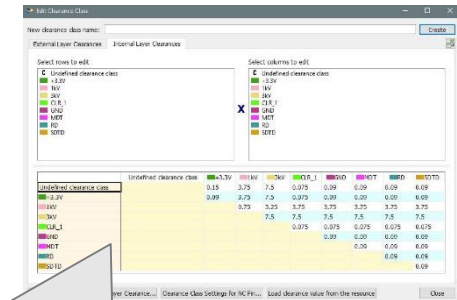 Edit Clearance Class
New clearance class name:
Create
External Layer Clearances Internal Layer Clearances
Select rows to edit
C Undefined clearance class
+3.3V
1kV
3kV
CLR_1
GND
MDT
RD
SDTD
X
Select columns to edit
C Undefined clearance class
+3.3V
1kV
3kV
CLR_1
GND
MDT
RD
SDTD
Undefined clearance class +3.3V 1kV 3kV CLR_1 GND MDT RD SDTD
Undefined clearance class 0.15 3.75 7.5 0.075 0.09 0.09 0.09 0.09
+3.3V 0.09 3.75 7.5 0.075 0.09 0.09 0.09 0.09
1kV 3.75 5.25 3.75 3.75 3.75 3.75 3.75
3kV 7.5 7.5 7.5 7.5 7.5 7.5
CLR_1 0.075 0.075 0.075 0.075 0.075
GND 0.09 0.09 0.09 0.09
MDT 0.09 0.09 0.09
RD 0.09 0.09
SDTD 0.09
yer Clearance... Clearance Class Settings for NC Pin... Load clearance value from the resource Close